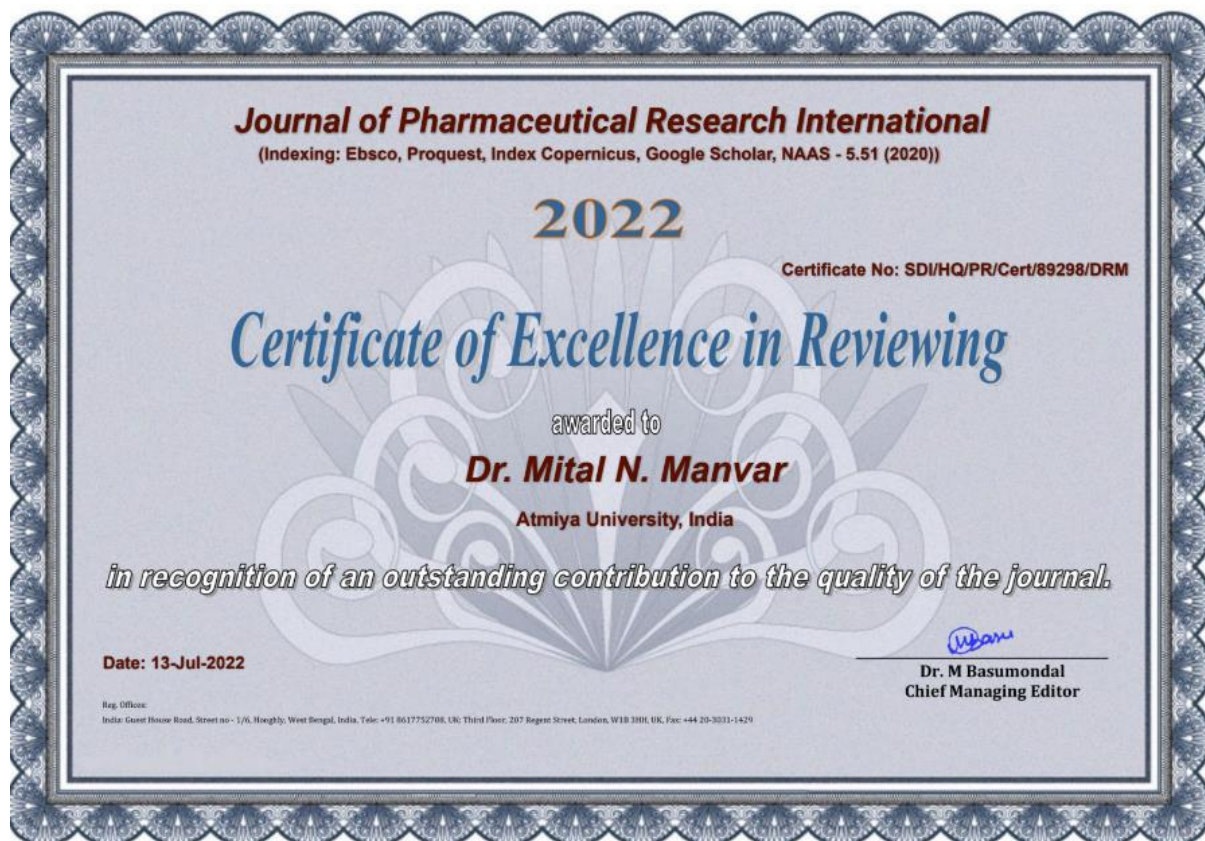 Journal of Pharmaceutical Research International
(Indexing: Ebsco, Proquest, Index Copernicus, Google Scholar, NAAS - 5.51 (2020))
2022
Certificate No: SDI/HQ/PR/Cert/89298/DRM
Certificate of Excellence in Reviewing
awarded to
Dr. Mital N. Manvar
Atmiya University, India
in recognition of an outstanding contribution to the quality of the journal.
Date: 13-Jul-2022
MBasu
Dr. M Basumondal
Chief Managing Editor
Reg. Offices:
India: Guest House Road, Street no - 1/6, Hooghly, West Bengal, India, Tele: +91 8617752708, UK: Third Floor, 207 Regent Street, London, W1B 3HH, UK, Fax: +44 20-3031-1429